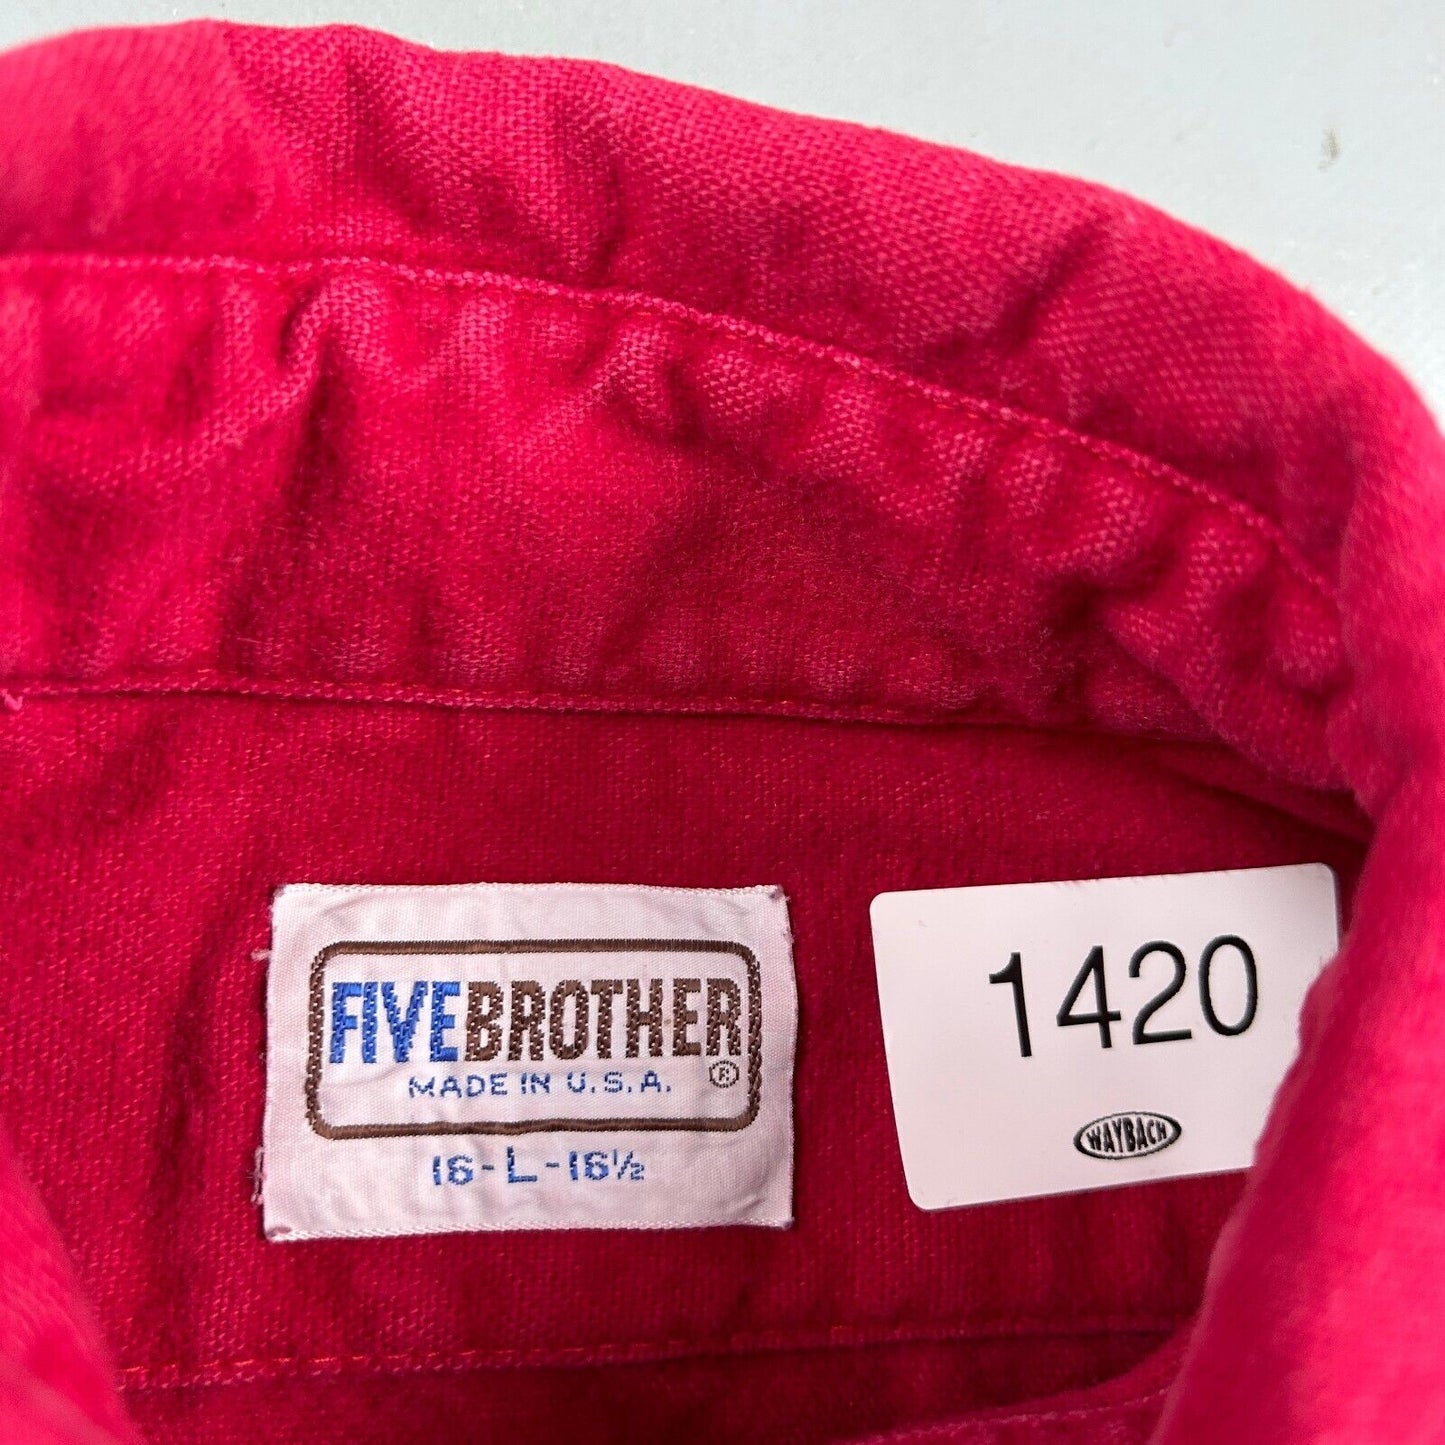 FIVEBROTHER
MADE IN U.S.A. ®
16-L-16½
1420
WAYBACH